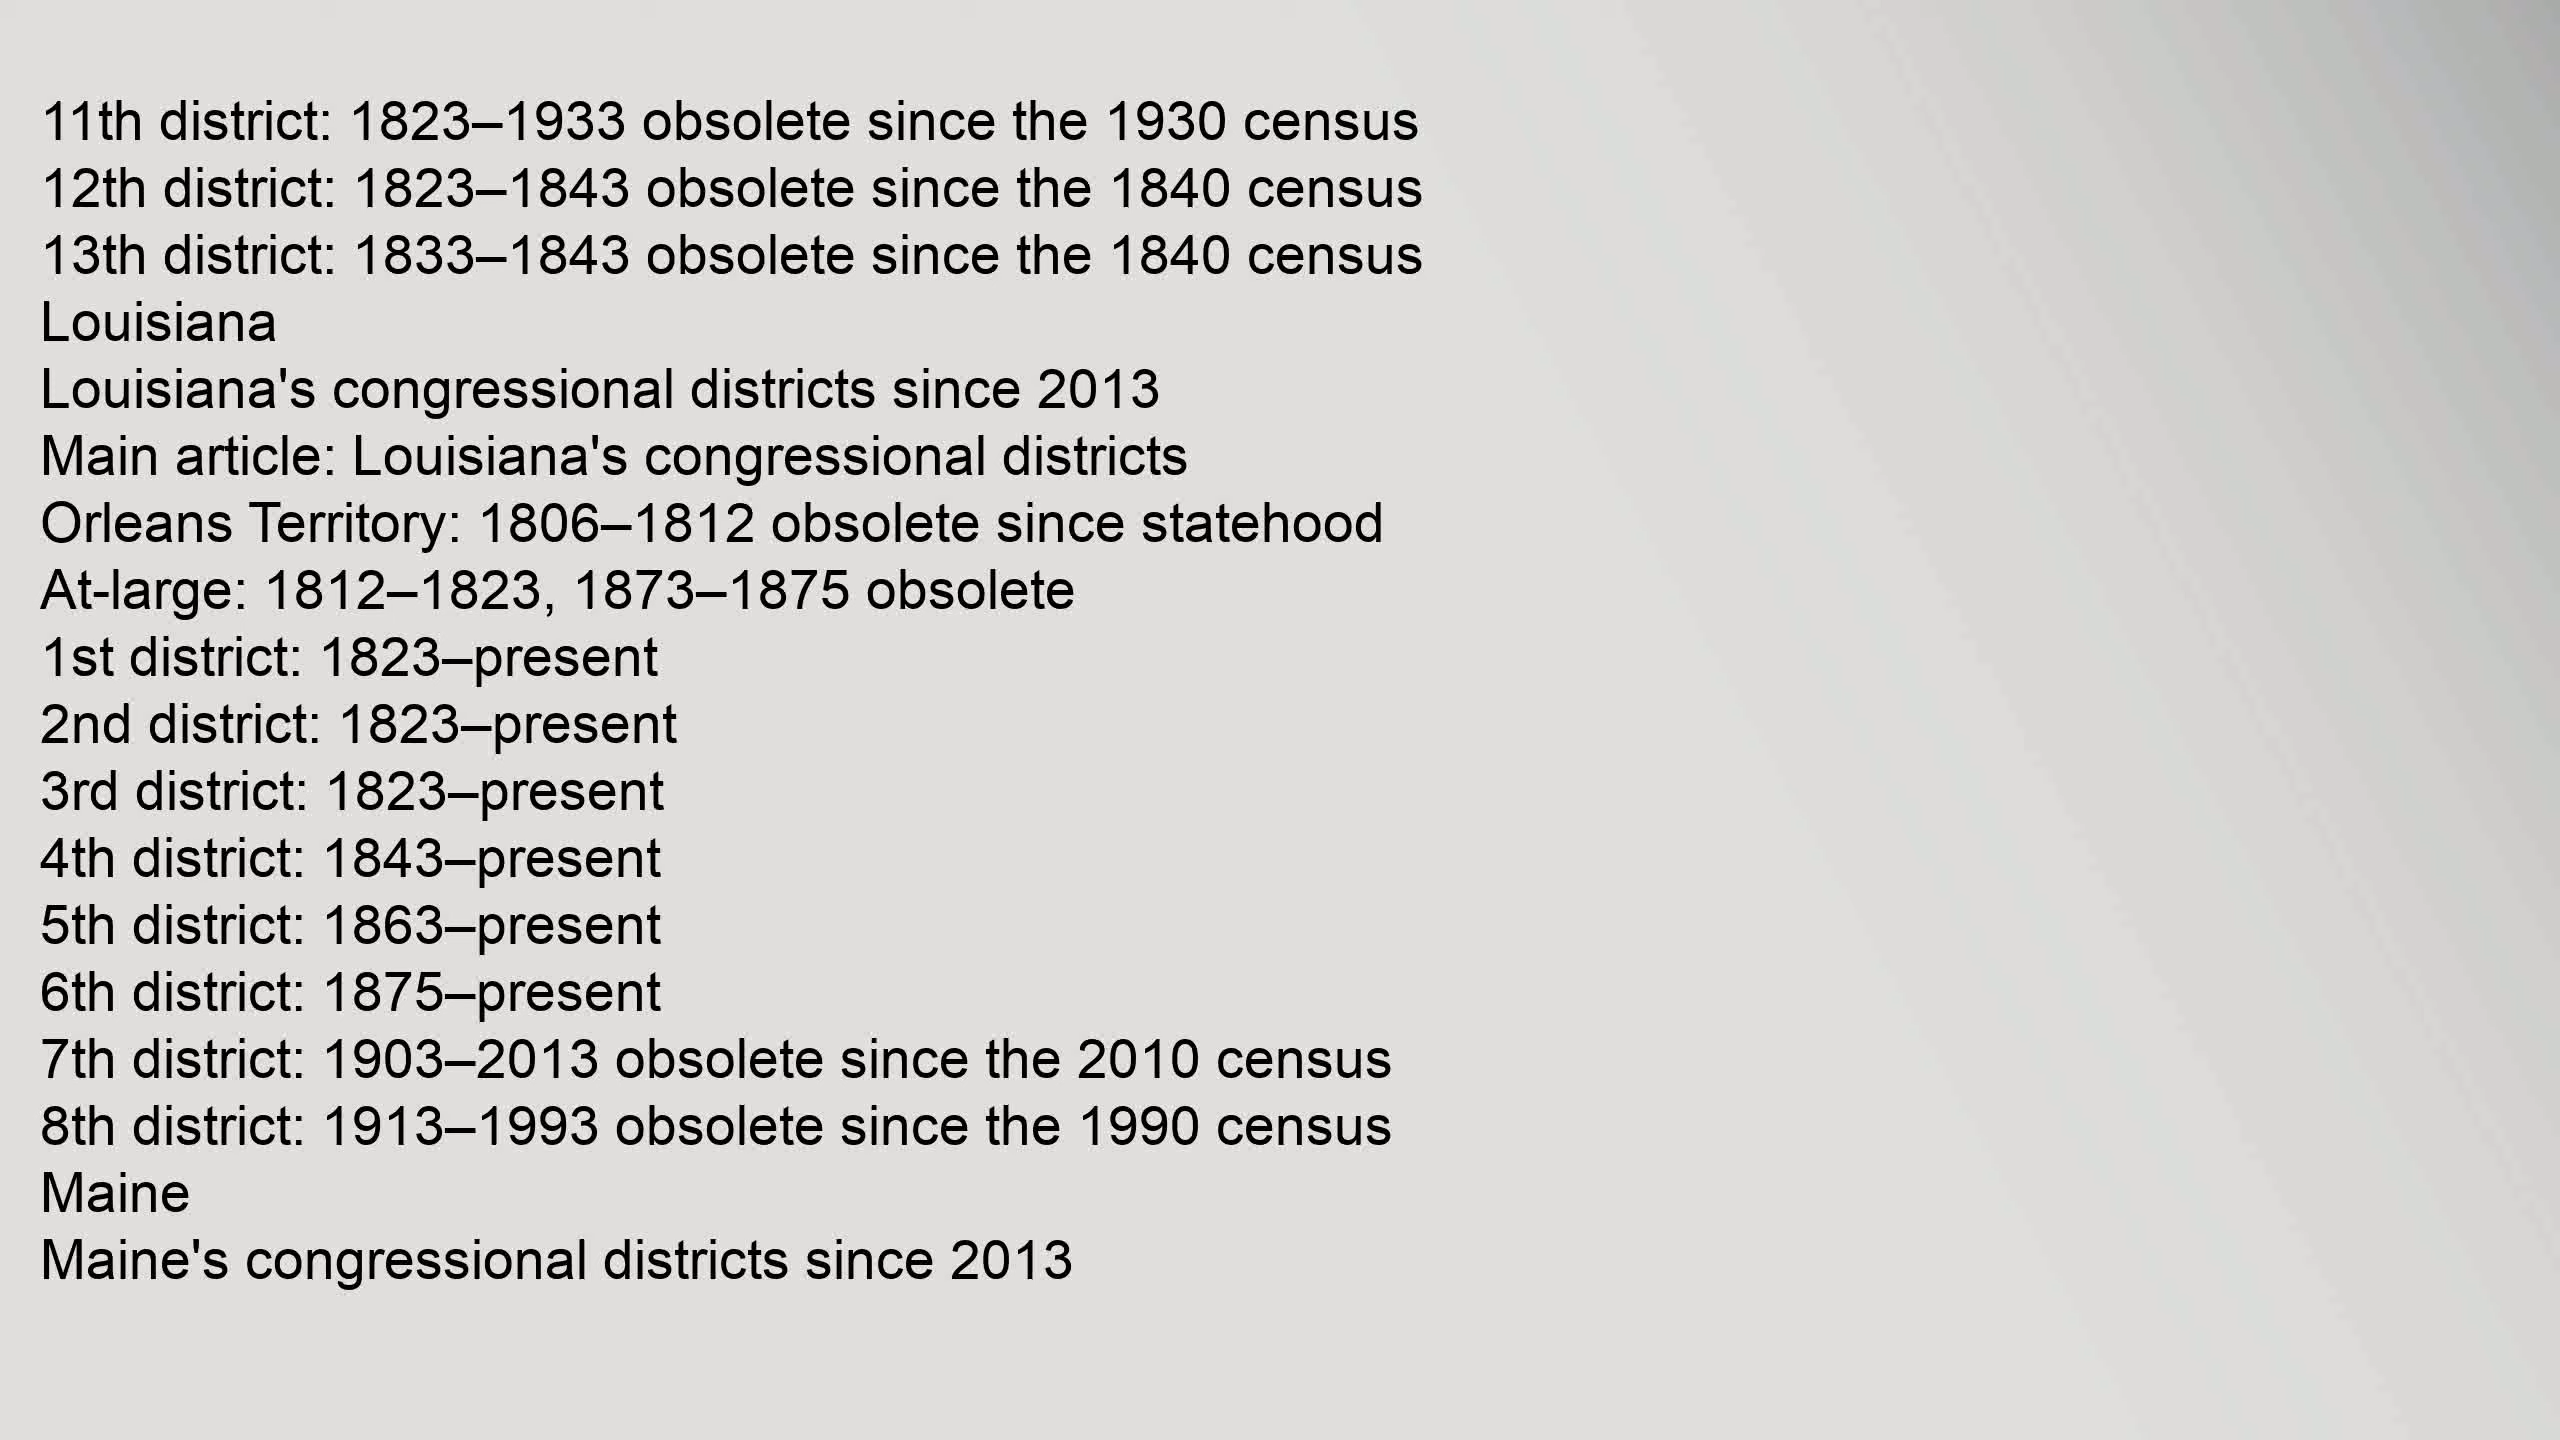 11th district: 1823–1933 obsolete since the 1930 census
12th district: 1823–1843 obsolete since the 1840 census
13th district: 1833–1843 obsolete since the 1840 census
Louisiana
Louisiana's congressional districts since 2013
Main article: Louisiana's congressional districts
Orleans Territory: 1806–1812 obsolete since statehood
At-large: 1812–1823, 1873–1875 obsolete
1st district: 1823–present
2nd district: 1823–present
3rd district: 1823–present
4th district: 1843–present
5th district: 1863–present
6th district: 1875–present
7th district: 1903–2013 obsolete since the 2010 census
8th district: 1913–1993 obsolete since the 1990 census
Maine
Maine's congressional districts since 2013